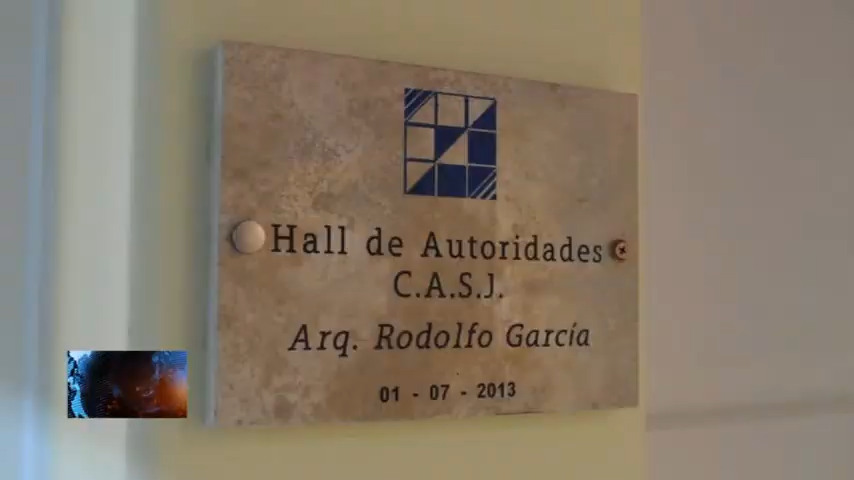 Hall de Autoridades
C.A.S.J.
Arq. Rodolfo García
01 - 07 - 2013